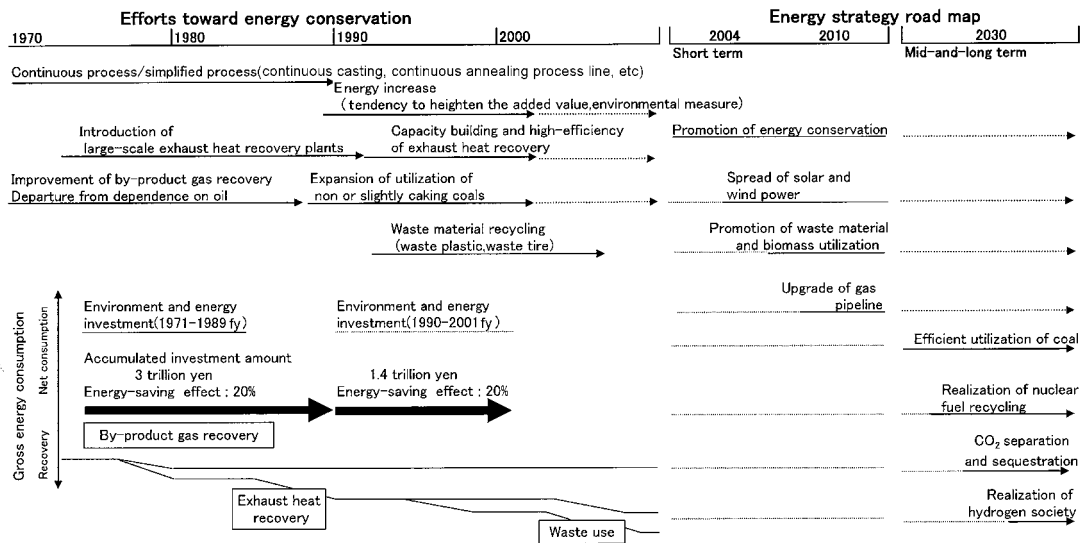 Efforts toward energy conservation
Energy strategy road map
1970
1980
1990
2000
2004
2010
2030
Short term
Mid-and-long term
Continuous process/simplified process(continuous casting, continuous annealing process line, etc)
Energy increase
(tendency to heighten the added value,environmental measure)
Introduction of
large-scale exhaust heat recovery plants
Capacity building and high-efficiency
of exhaust heat recovery
Promotion of energy conservation
Improvement of by-product gas recovery
Departure from dependence on oil
Expansion of utilization of
non or slightly caking coals
Spread of solar and
wind power
Waste material recycling
(waste plastic,waste tire)
Promotion of waste material
and biomass utilization
Upgrade of gas
pipeline
Efficient utilization of coal
Gross energy consumption
Net consumption
Recovery
Environment and energy
investment(1971-1989fy)
Environment and energy
investment(1990-2001fy)
Accumulated investment amount
3 trillion yen
Energy-saving effect : 20%
1.4 trillion yen
Energy-saving effect : 20%
By-product gas recovery
Realization of nuclear
fuel recycling
CO₂ separation
and sequestration
Exhaust heat
recovery
Waste use
Realization of
hydrogen society